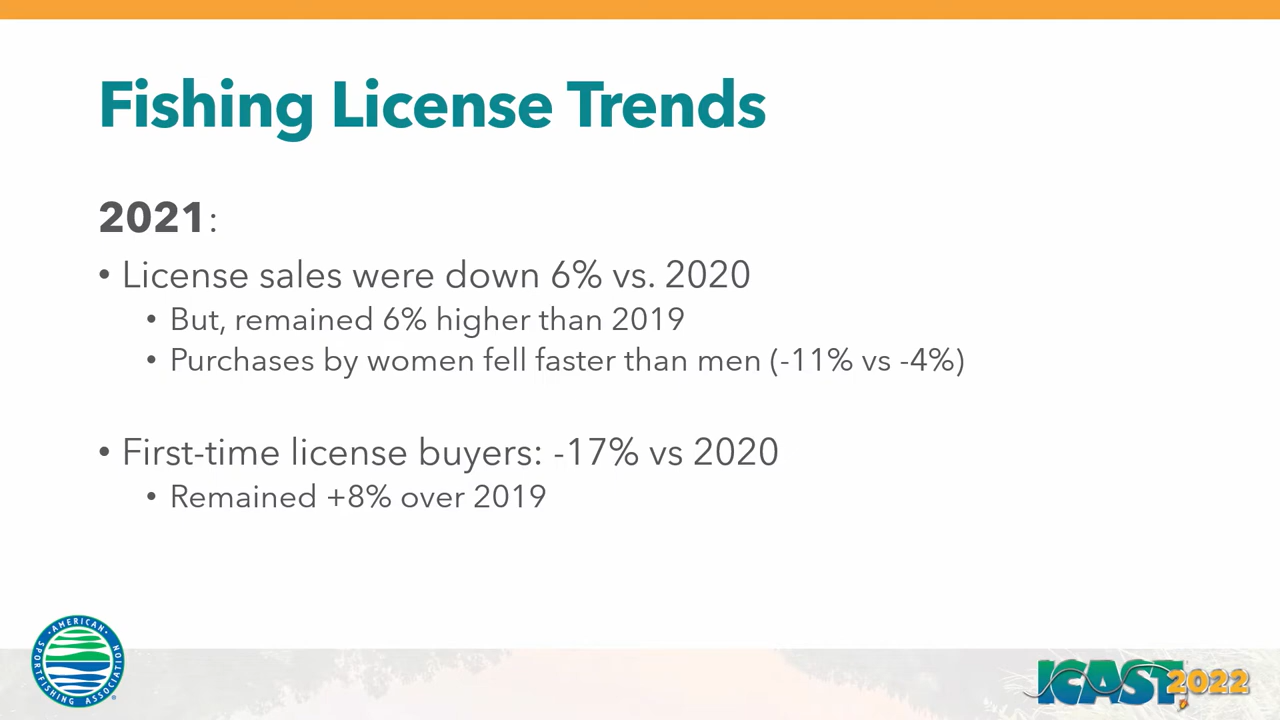 Fishing License Trends
2021:
• License sales were down 6% vs. 2020
• But, remained 6% higher than 2019
• Purchases by women fell faster than men (-11% vs -4%)
• First-time license buyers: -17% vs 2020
• Remained +8% over 2019
AMERICAN SPORTFISHING ASSOCIATION
ICAST 2022